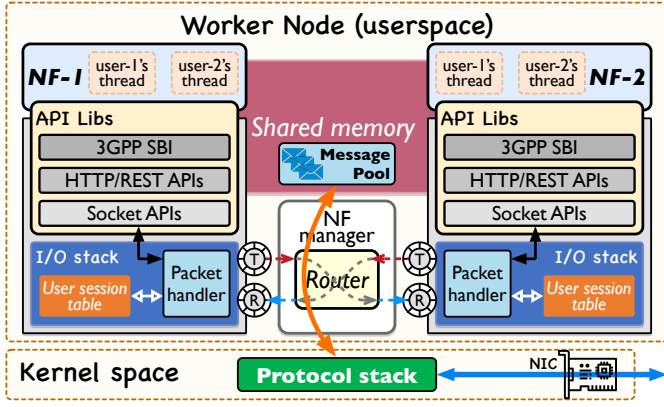 Worker Node (userspace)
NF-1
user-1's
thread
user-2's
thread
user-1's
thread
user-2's
thread
NF-2
API Libs
3GPP SBI
HTTP/REST APIs
Socket APIs
Shared memory
Message
Pool
API Libs
3GPP SBI
HTTP/REST APIs
Socket APIs
I/O stack
User session
table
Packet
handler
T
R
NF
manager
Router
T
R
I/O stack
Packet
handler
User session
table
Kernel space
Protocol stack
NIC